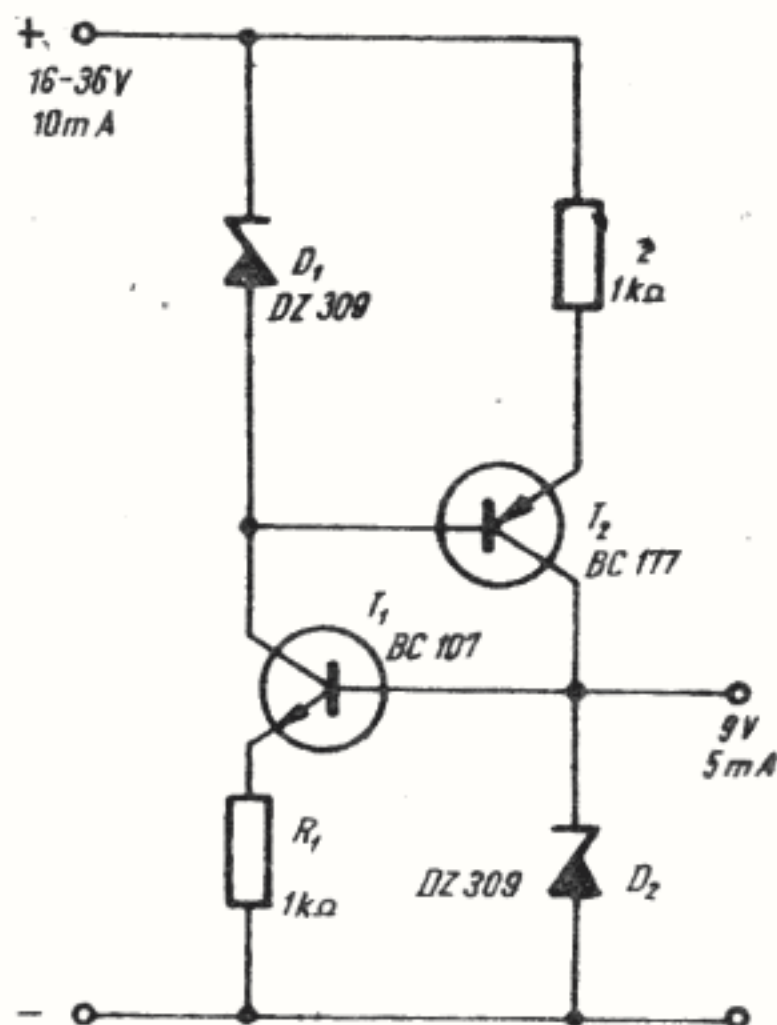 +
16-36V
10mA
D₁
DZ 309
2
1kΩ
T₂
BC 177
T₁
BC 107
9V
5mA
R₁
1kΩ
DZ 309
D₂
-